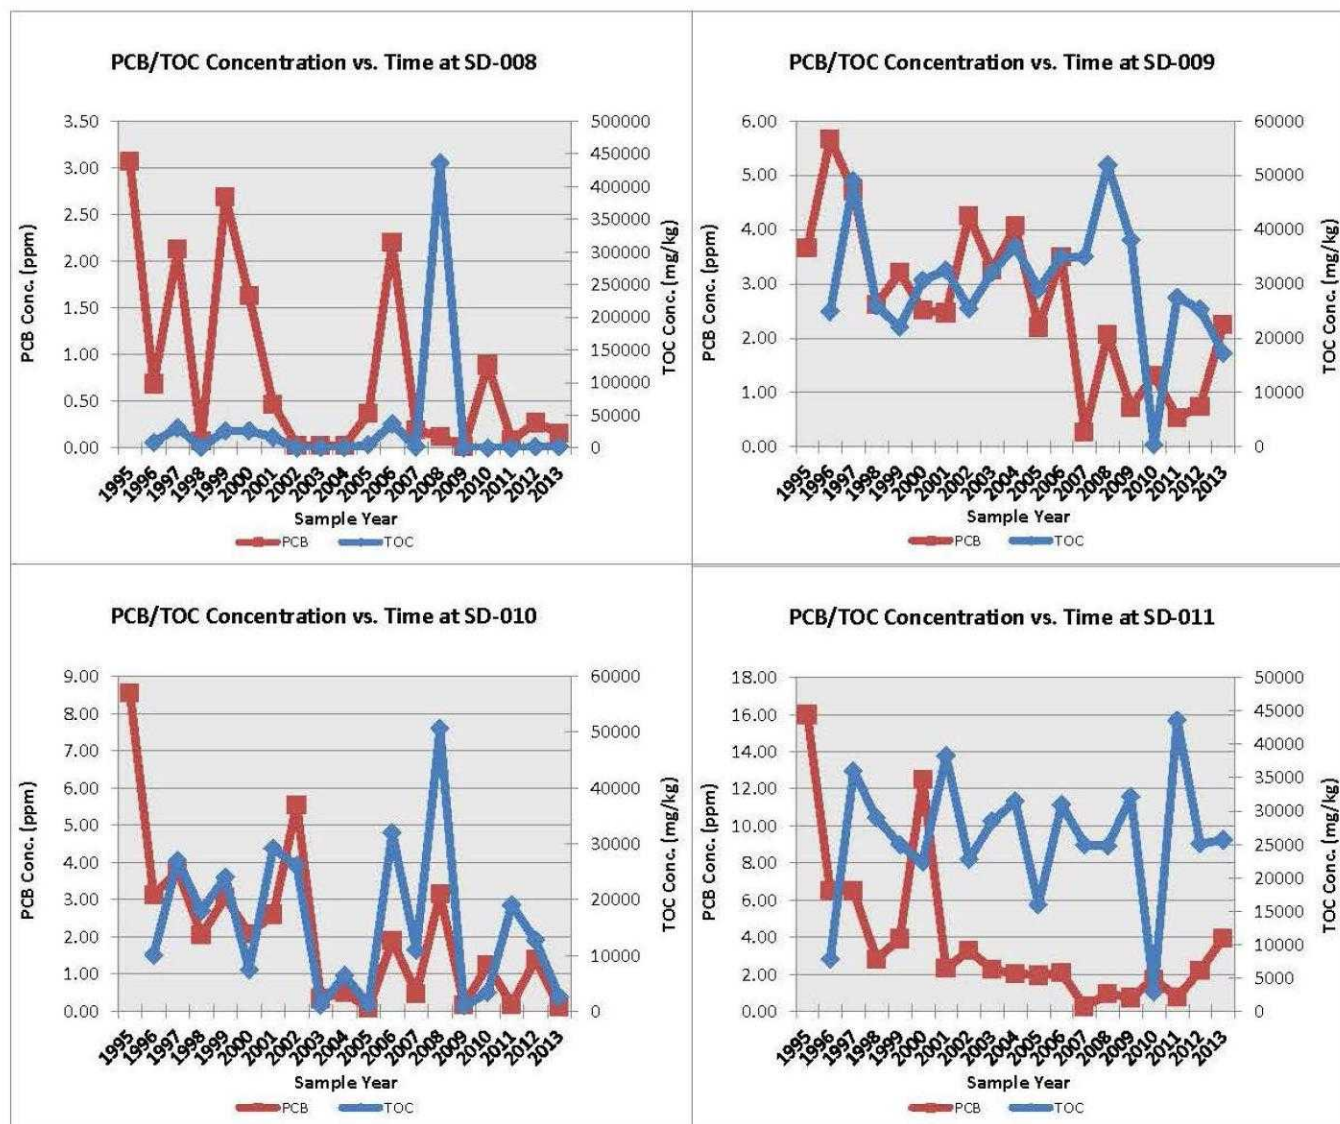 PCB/TOC Concentration vs. Time at SD-008
PCB Conc. (ppm)
3.50
3.00
2.50
2.00
1.50
1.00
0.50
0.00
500000
450000
400000
350000
300000
250000
200000
150000
100000
50000
0
TOC Conc. (mg/kg)
1995 1996 1997 1998 1999 2000 2001 2002 2003 2004 2005 2006 2007 2008 2009 2010 2011 2012 2013
Sample Year
PCB TOC
PCB/TOC Concentration vs. Time at SD-009
PCB Conc. (ppm)
6.00
5.00
4.00
3.00
2.00
1.00
0.00
60000
50000
40000
30000
20000
10000
0
TOC Conc. (mg/kg)
1995 1996 1997 1998 1999 2000 2001 2002 2003 2004 2005 2006 2007 2008 2009 2010 2011 2012 2013
Sample Year
PCB TOC
PCB/TOC Concentration vs. Time at SD-010
PCB Conc. (ppm)
9.00
8.00
7.00
6.00
5.00
4.00
3.00
2.00
1.00
0.00
60000
50000
40000
30000
20000
10000
0
TOC Conc. (mg/kg)
1995 1996 1997 1998 1999 2000 2001 2002 2003 2004 2005 2006 2007 2008 2009 2010 2011 2012 2013
Sample Year
PCB TOC
PCB/TOC Concentration vs. Time at SD-011
PCB Conc. (ppm)
18.00
16.00
14.00
12.00
10.00
8.00
6.00
4.00
2.00
0.00
50000
45000
40000
35000
30000
25000
20000
15000
10000
5000
0
TOC Conc. (mg/kg)
1995 1996 1997 1998 1999 2000 2001 2002 2003 2004 2005 2006 2007 2008 2009 2010 2011 2012 2013
Sample Year
PCB TOC